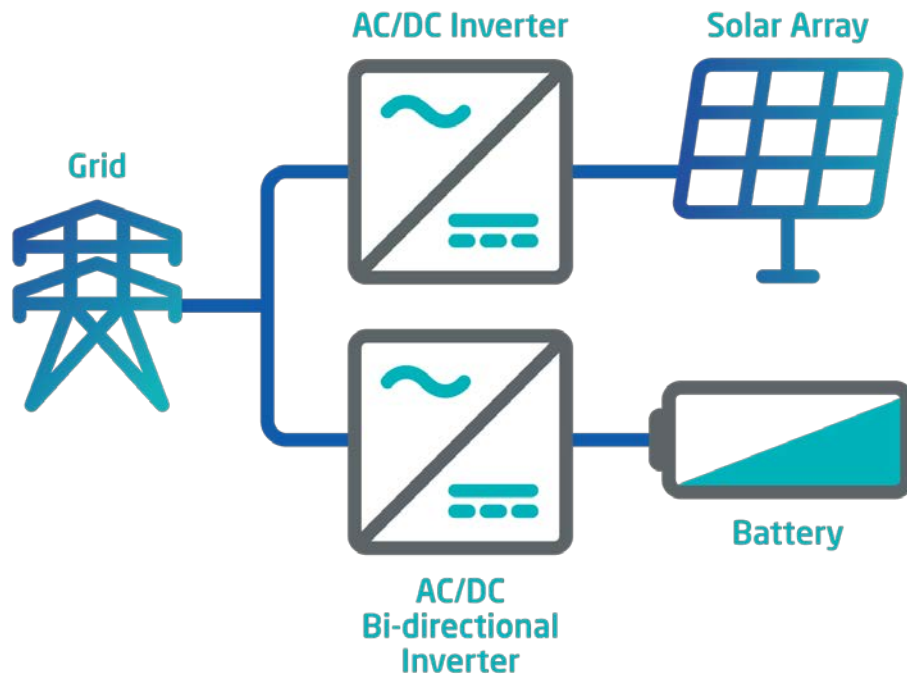 AC/DC Inverter
Solar Array
Grid
Battery
AC/DC
Bi-directional
Inverter